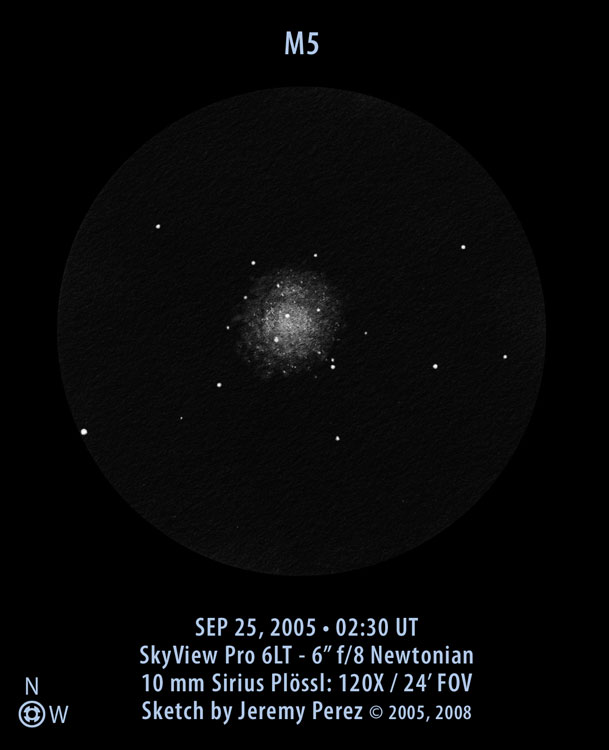 M5
SEP 25, 2005 • 02:30 UT
SkyView Pro 6LT - 6” f/8 Newtonian
10 mm Sirius Plössl: 120X / 24’ FOV
Sketch by Jeremy Perez © 2005, 2008
N
W